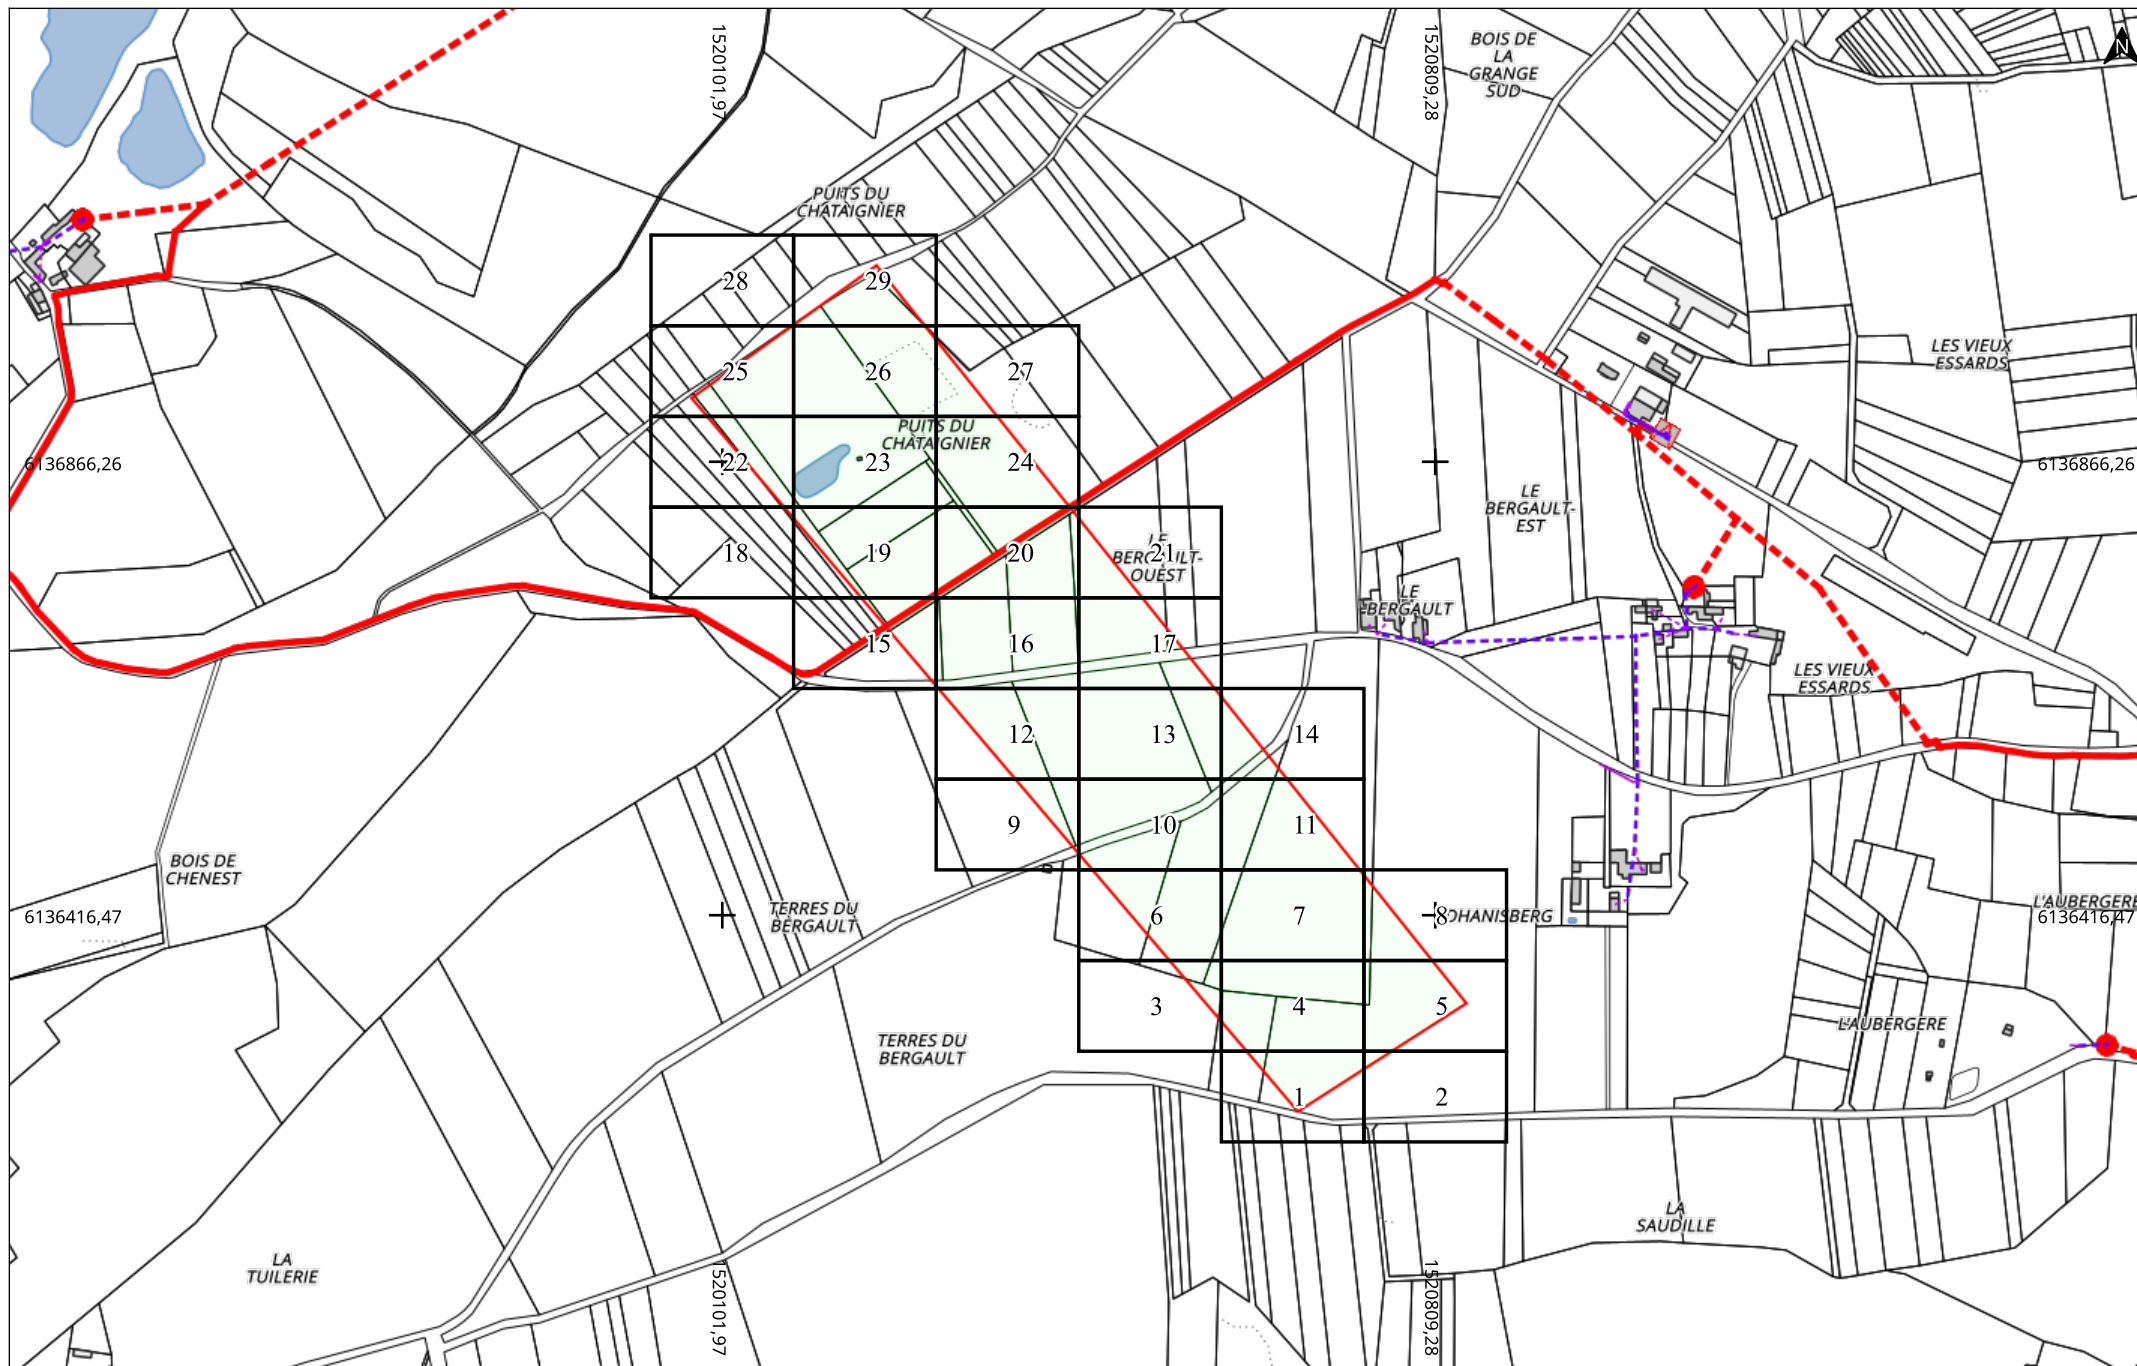 1520101,97
1520809,28
BOIS DE
LA
GRANGE
SUD
N
PUITS DU
CHATAIGNIER
28
29
LES VIEUX
ESSARDS
25
26
27
PUITS DU
CHATAIGNIER
6136866,26
22
23
24
6136866,26
LE
BERGAULT-
EST
18
19
20
21
LE
BERGAULT-
OUEST
LE
BERGAULT
15
16
17
LES VIEUX
ESSARDS
12
13
14
9
10
11
BOIS DE
CHENEST
6136416,47
TERRES DU
BERGAULT
6
7
8
OHANISBERG
L'AUBERGERE
6136416,47
3
4
5
L'AUBERGERE
TERRES DU
BERGAULT
1
2
LA
SAUDILLE
LA
TUILERIE
1520101,97
1520809,28